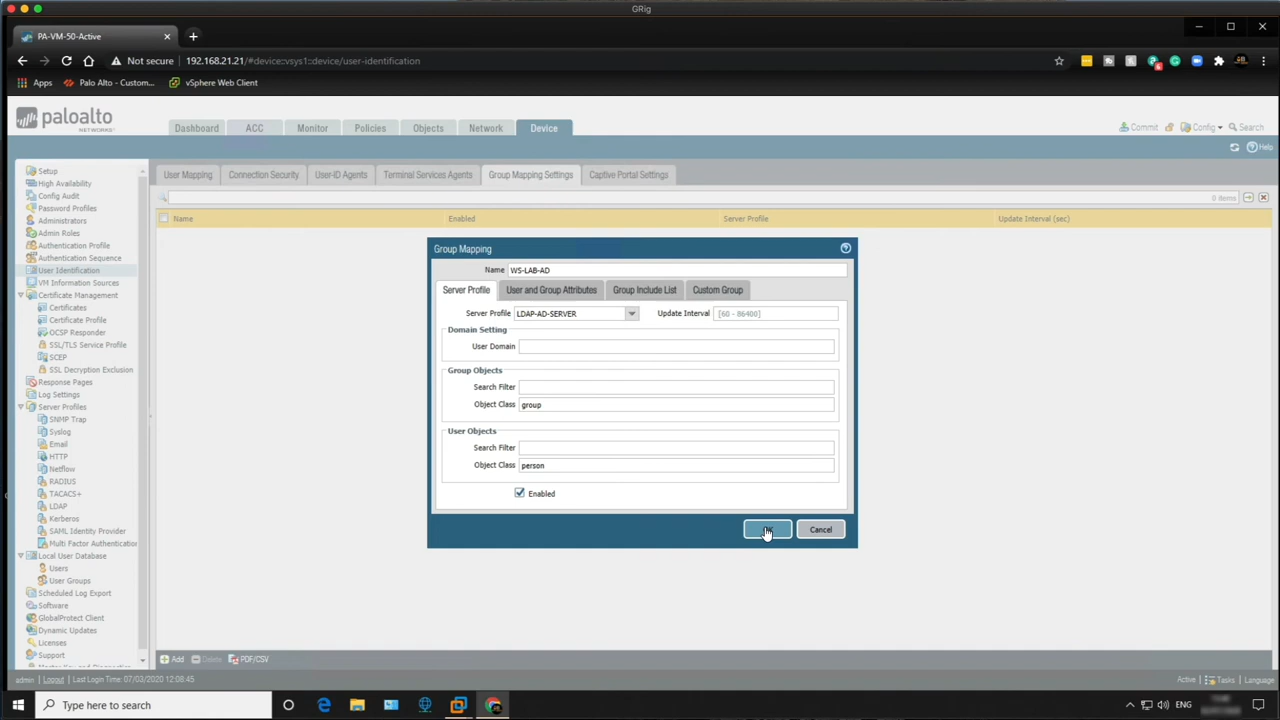 GRig
PA-VM-50-Active
Not secure 192.168.21.21/#device::vsys1::device/user-identification
Apps Palo Alto - Custom... vSphere Web Client
paloalto
NETWORKS
Dashboard ACC Monitor Policies Objects Network Device
Commit Config Search
Help
User Mapping Connection Security User-ID Agents Terminal Services Agents Group Mapping Settings Captive Portal Settings
0 items
Name Enabled Server Profile Update Interval (sec)
Setup
High Availability
Config Audit
Password Profiles
Administrators
Admin Roles
Authentication Profile
Authentication Sequence
User Identification
VM Information Sources
Certificate Management
Certificates
Certificate Profile
OCSP Responder
SSL/TLS Service Profile
SCEP
SSL Decryption Exclusion
Response Pages
Log Settings
Server Profiles
SNMP Trap
Syslog
Email
HTTP
Netflow
RADIUS
TACACS+
LDAP
Kerberos
SAML Identity Provider
Multi Factor Authentication
Local User Database
Users
User Groups
Scheduled Log Export
Software
GlobalProtect Client
Dynamic Updates
Licenses
Support
Group Mapping
Name WS-LAB-AD
Server Profile User and Group Attributes Group Include List Custom Group
Server Profile LDAP-AD-SERVER Update Interval [60 - 86400]
Domain Setting
User Domain
Group Objects
Search Filter
Object Class group
User Objects
Search Filter
Object Class person
Enabled
Cancel
Add Delete PDF/CSV
admin Logout Last Login Time: 07/03/2020 12:08:45 Active Tasks Language
Type here to search ENG